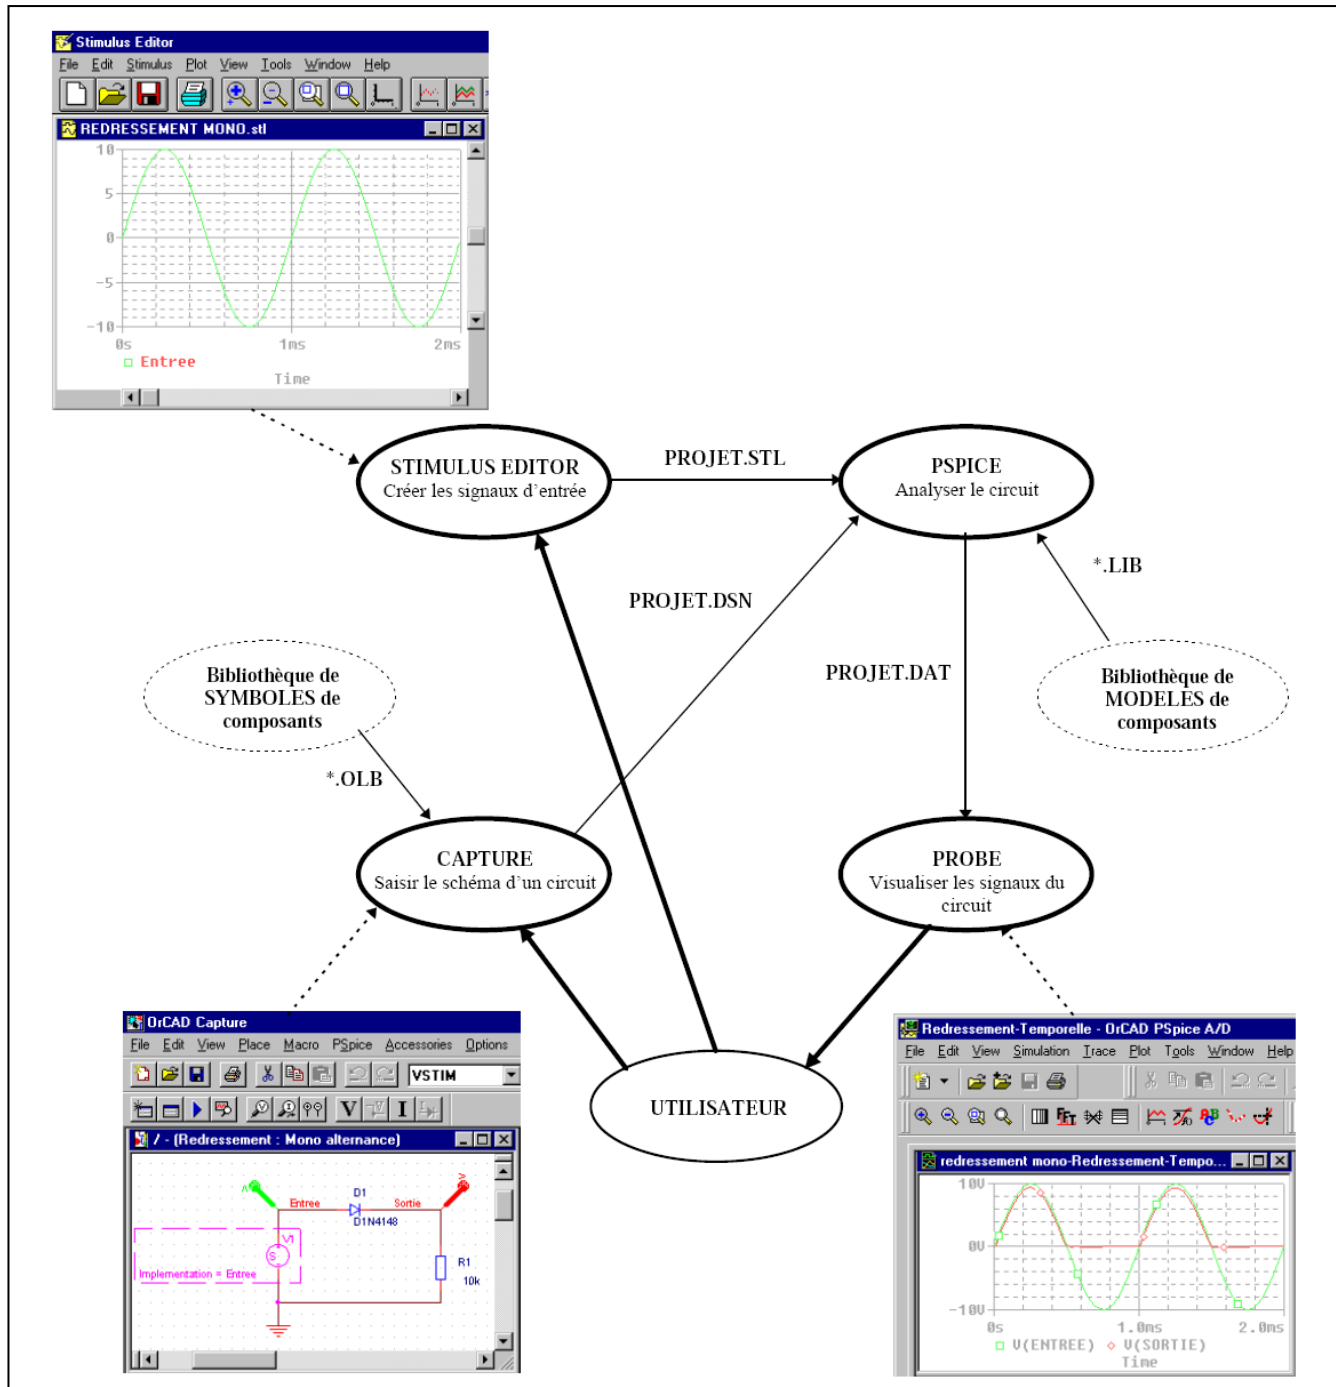 Stimulus Editor
File Edit Stimulus Plot View Tools Window Help
REDRESSEMENT MONO.stl
10
5
0
-5
-10
0s 1ms 2ms
Entree
Time
STIMULUS EDITOR
Créer les signaux d'entrée
PROJET.STL
PSPICE
Analyser le circuit
*.LIB
PROJET.DSN
PROJET.DAT
Bibliothèque de
SYMBOLES de
composants
Bibliothèque de
MODELES de
composants
*.OLB
CAPTURE
Saisir le schéma d'un circuit
PROBE
Visualiser les signaux du
circuit
UTILISATEUR
OrCAD Capture
File Edit View Place Macro PSpice Accessories Options
VSTIM
V I
/ - (Redressement : Mono alternance)
V V
Entree D1 Sortie
D1N4148
V1
S
Implementation = Entree
R1
10k
Redressement-Temporelle - OrCAD PSpice A/D
File Edit View Simulation Trace Plot Tools Window Help
FFT
redressement mono-Redressement-Tempo...
10V
0V
-10V
0s 1.0ms 2.0ms
V(ENTREE) V(SORTIE)
Time